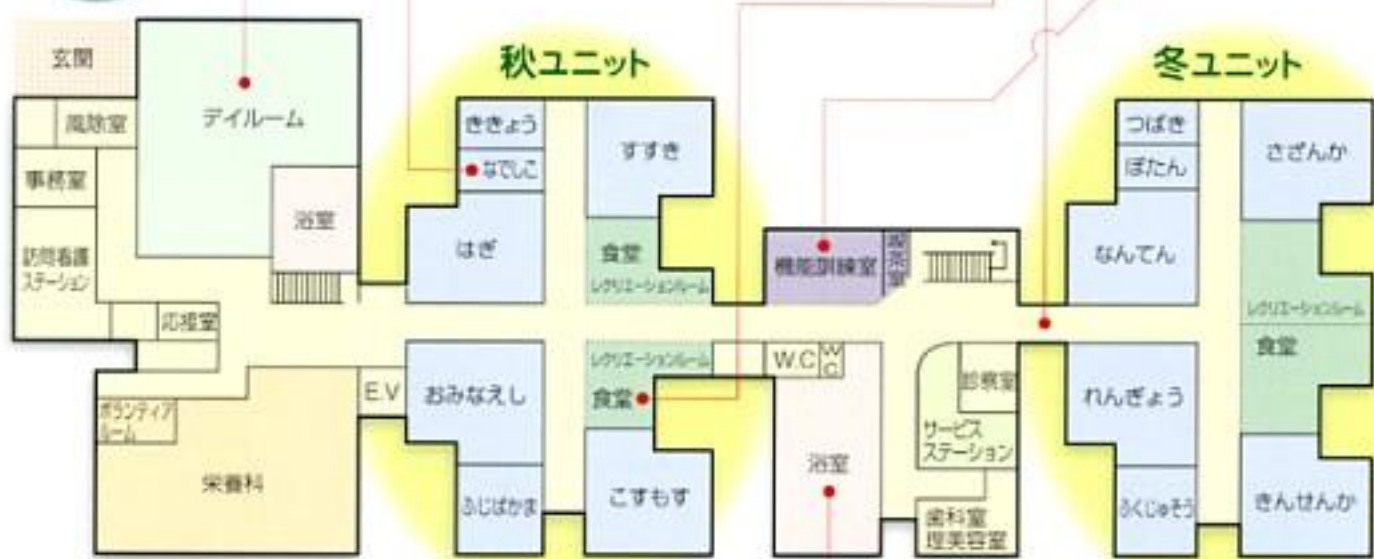 秋ユニット
冬ユニット
玄関
風除室
デイルーム
事務室
浴室
訪問看護
ステーション
応接室
ボランティア
ルーム
栄養科
E.V
ききょう
なでしこ
はぎ
すすき
食堂
レクリエーションルーム
おみなえし
ふじばかま
レクリエーションルーム
食堂
こすもす
機能訓練室
喫茶室
W.C
WC
浴室
診察室
サービス
ステーション
歯科室
理美容室
つばき
ぼたん
なんてん
さざんか
レクリエーションルーム
食堂
れんぎょう
ふくじゅそう
きんせんか